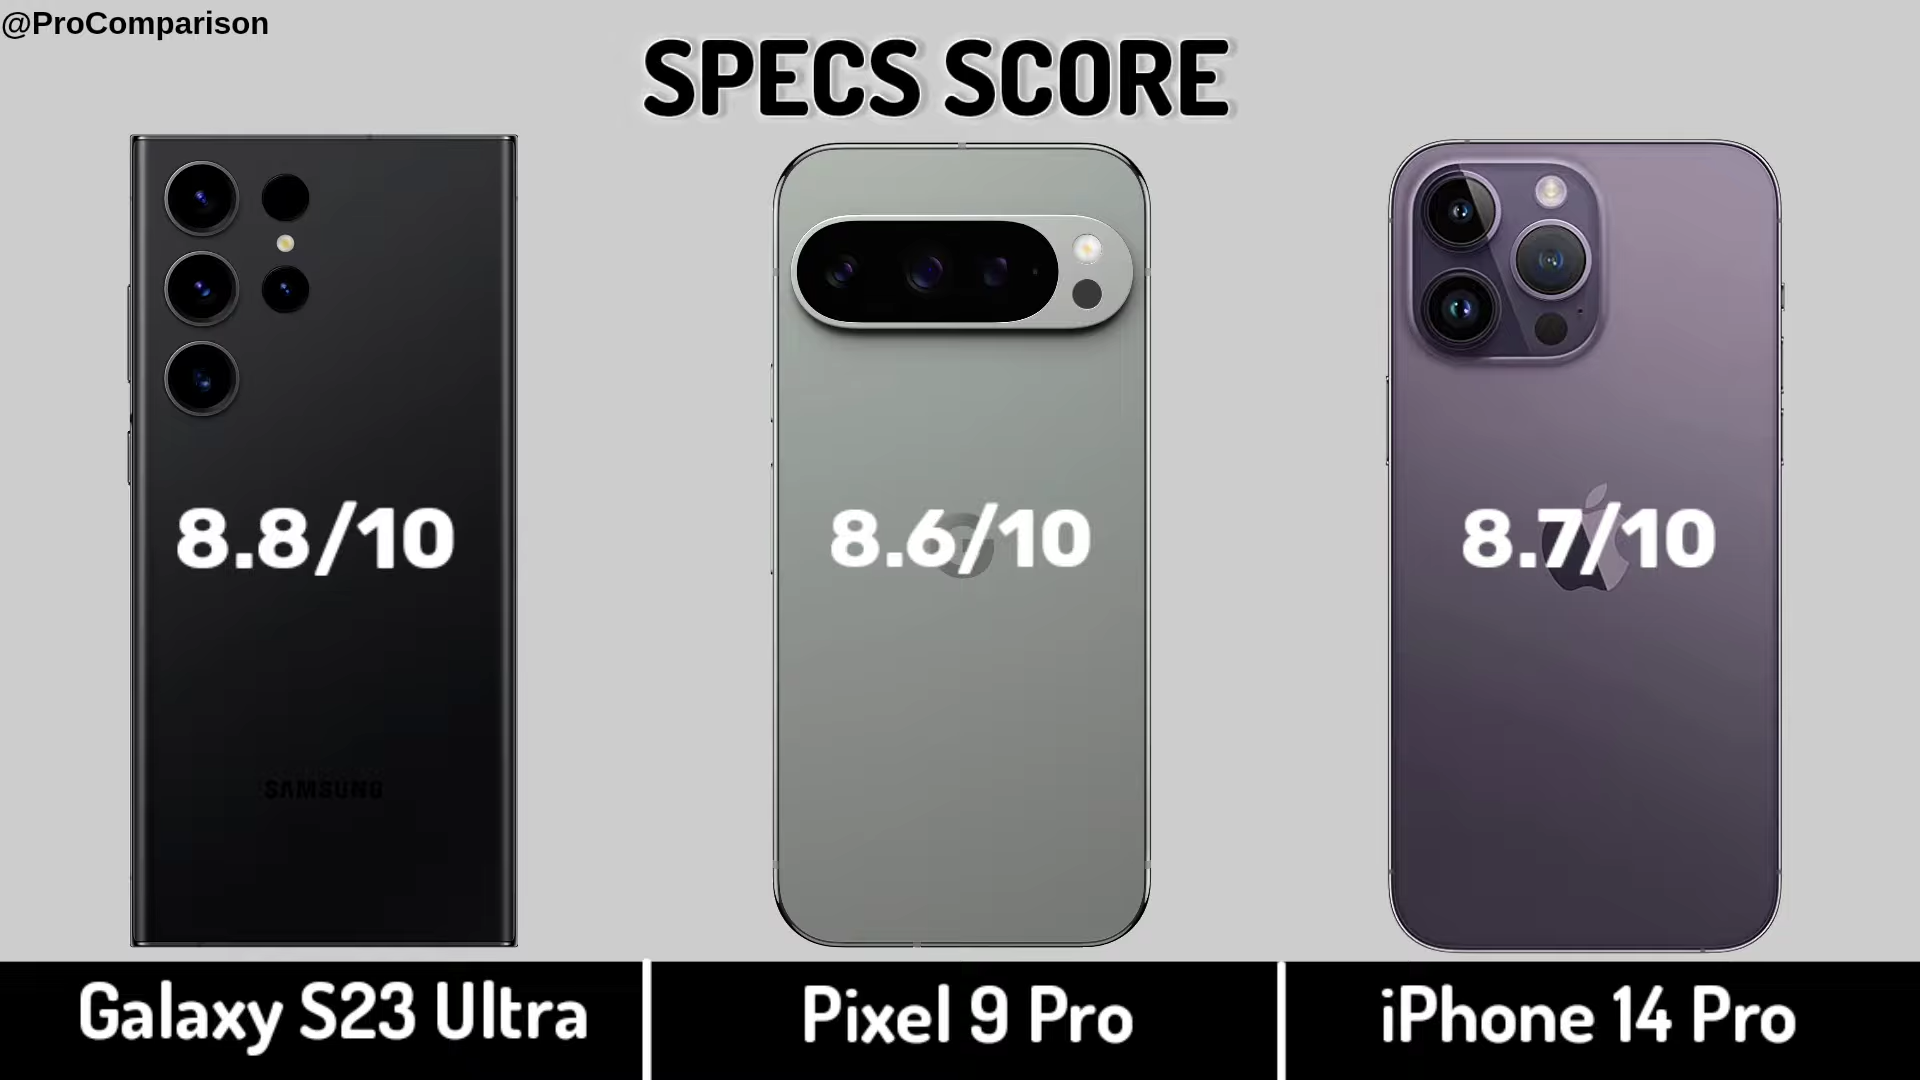 @ProComparison
SPECS SCORE
8.8/10
8.6/10
8.7/10
SAMSUNG
Galaxy S23 Ultra
Pixel 9 Pro
iPhone 14 Pro